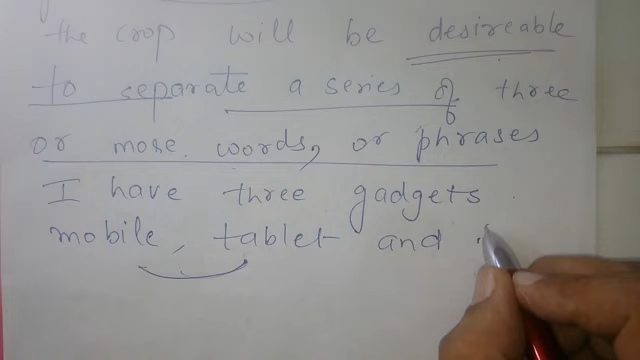 the crop will be desireable
to separate a series of three
or more words, or phrases
I have three gadgets
mobile, tablet and